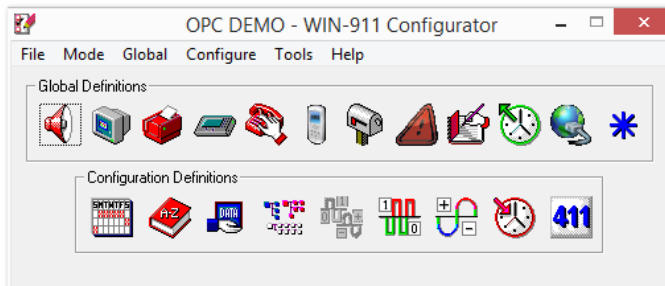 OPC DEMO - WIN-911 Configurator
File Mode Global Configure Tools Help
Global Definitions
Configuration Definitions
SMTWTFS
A-Z
DATA
1
0
+
-
411